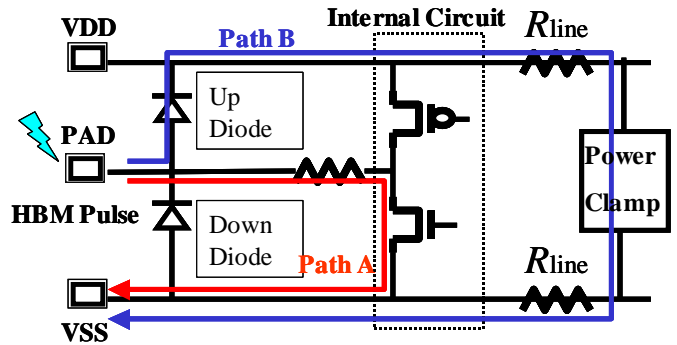 Internal Circuit
VDD
Path B
Rline
Up
Diode
PAD
Power
Clamp
HBM Pulse
Down
Diode
Path A
Rline
VSS